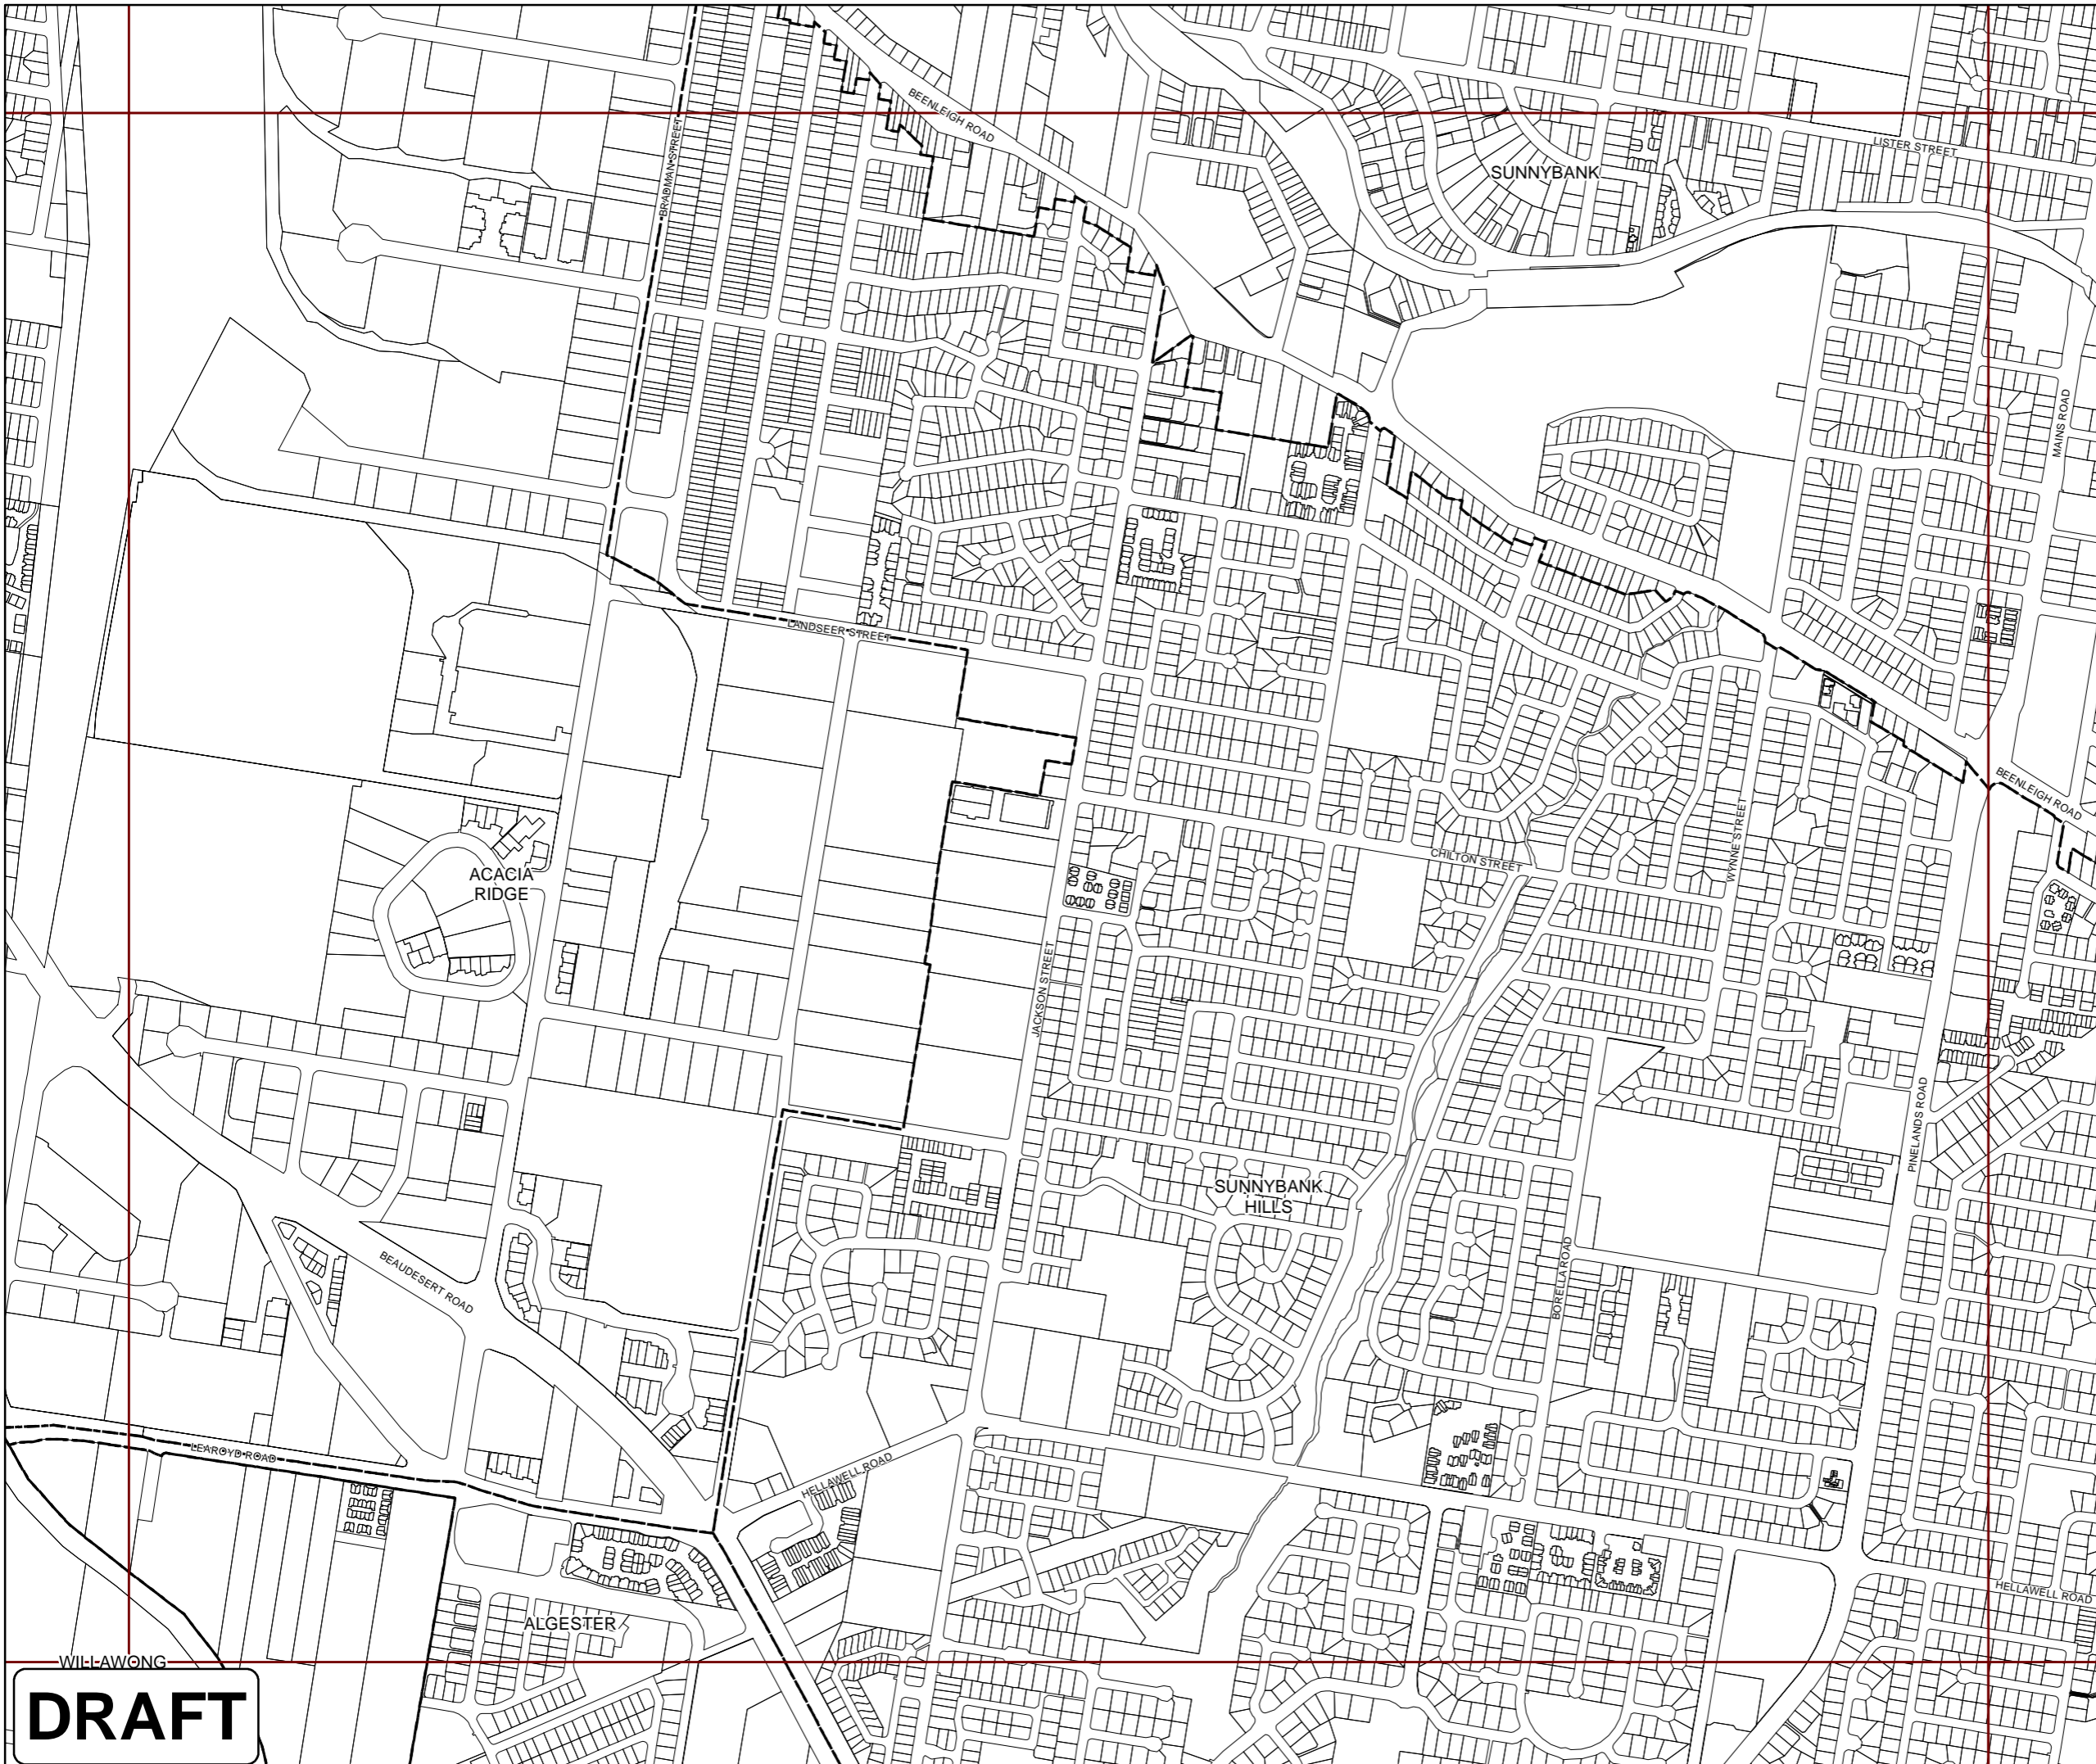 BEENLEIGH ROAD
BRADMAN STREET
LISTER STREET
SUNNYBANK
MAINS ROAD
LANDSEER STREET
BEENLEIGH ROAD
WYNNE STREET
CHILTON STREET
ACACIA
RIDGE
JACKSON STREET
PINELANDS ROAD
SUNNYBANK
HILLS
BORELLA ROAD
BEAUDESERT ROAD
LEAROYD ROAD
HELLAWELL ROAD
HELLAWELL ROAD
ALGESTER
WILLAWONG
DRAFT